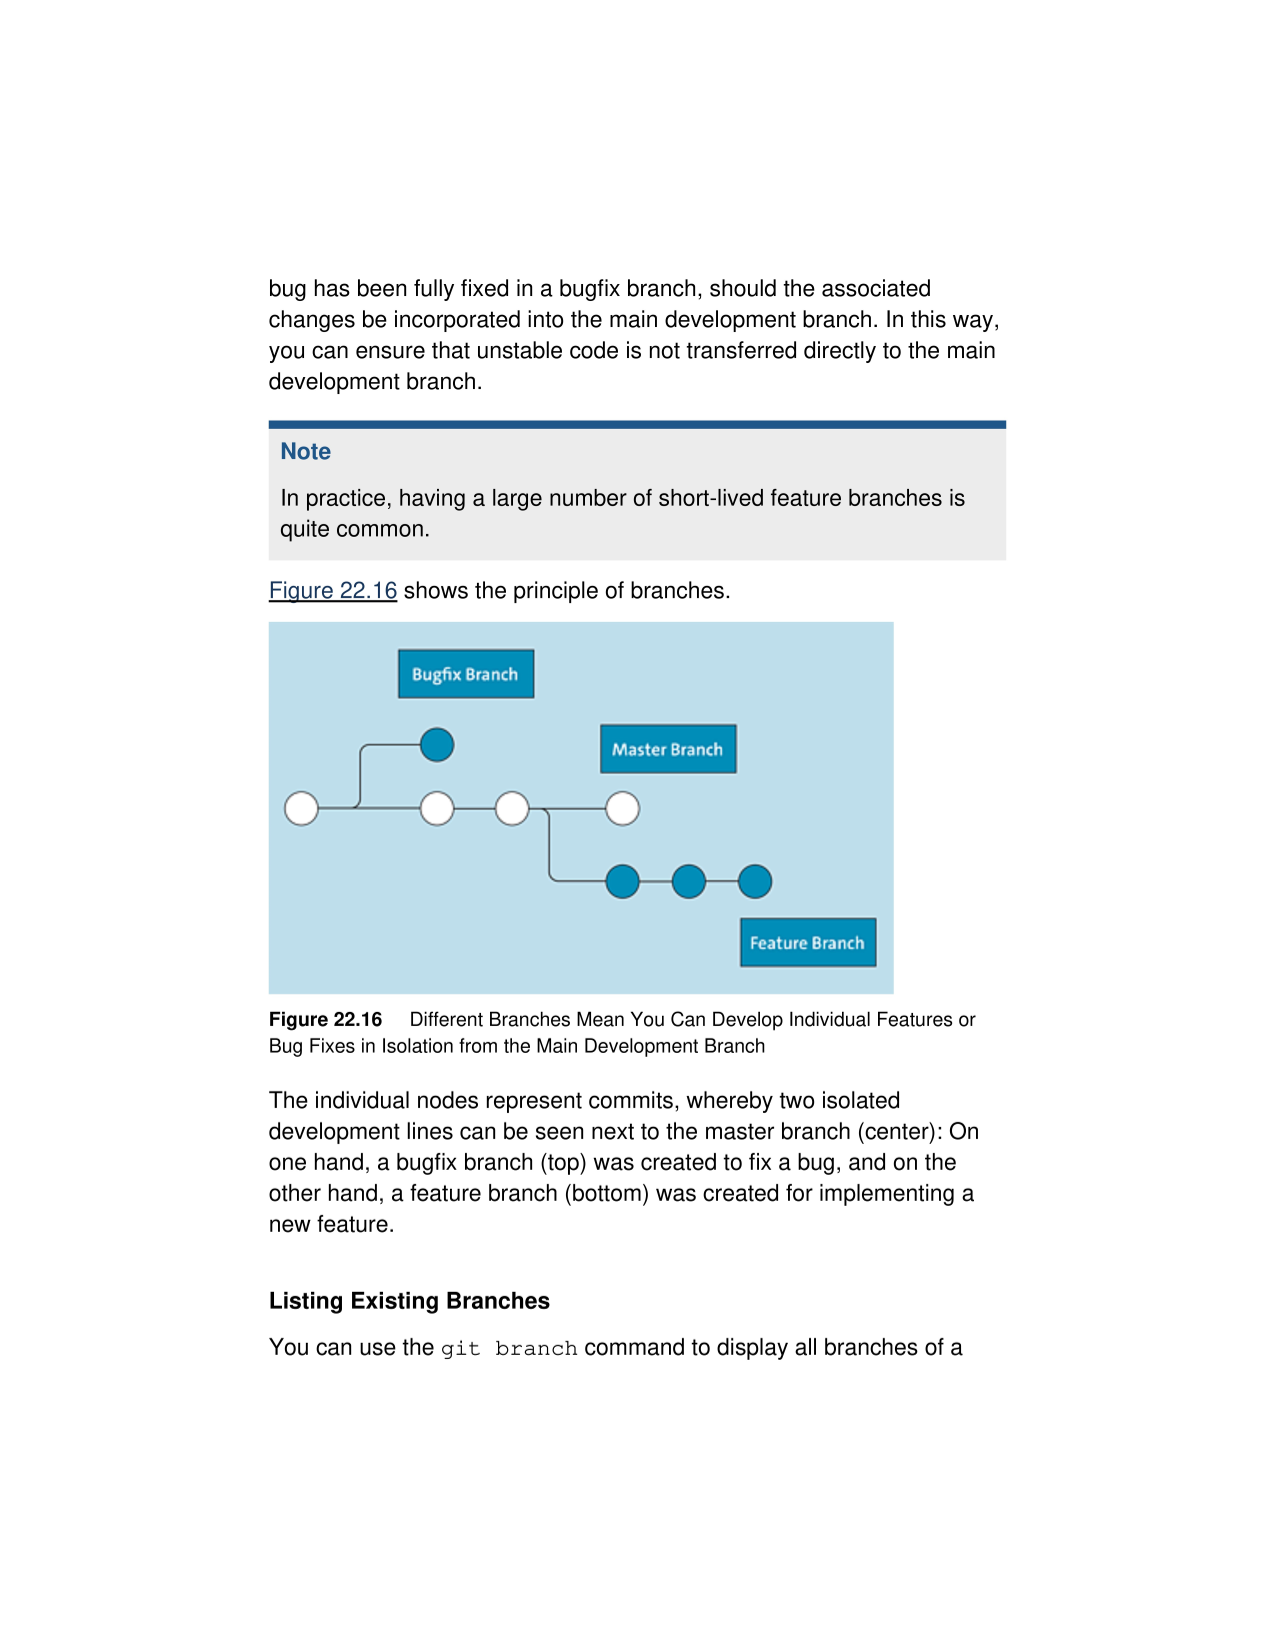 bug has been fully fixed in a bugfix branch, should the associated
changes be incorporated into the main development branch. In this way,
you can ensure that unstable code is not transferred directly to the main
development branch.
Note
In practice, having a large number of short-lived feature branches is
quite common.
Figure 22.16 shows the principle of branches.
Bugfix Branch
Master Branch
Feature Branch
Figure 22.16 Different Branches Mean You Can Develop Individual Features or
Bug Fixes in Isolation from the Main Development Branch
The individual nodes represent commits, whereby two isolated
development lines can be seen next to the master branch (center): On
one hand, a bugfix branch (top) was created to fix a bug, and on the
other hand, a feature branch (bottom) was created for implementing a
new feature.
Listing Existing Branches
You can use the git branch command to display all branches of a